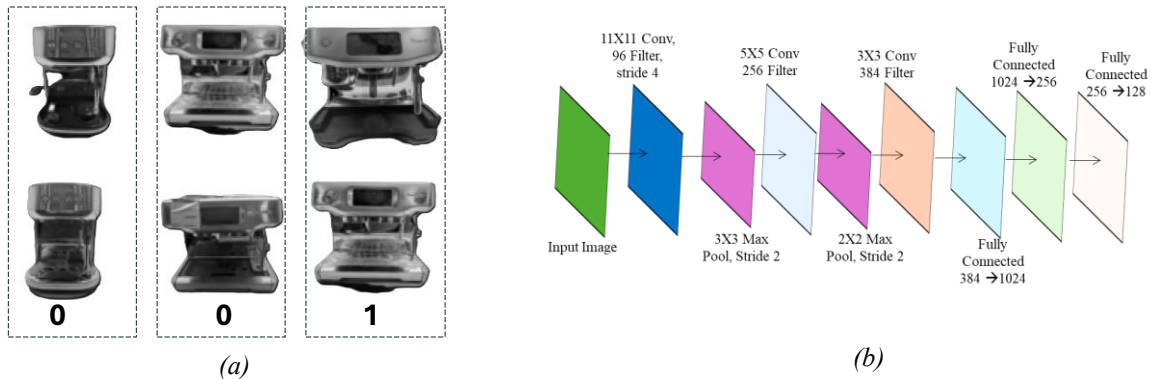 0
0
1
(a)
11X11 Conv,
96 Filter,
stride 4
5X5 Conv
256 Filter
3X3 Conv
384 Filter
Fully
Connected
1024 →256
Fully
Connected
256 →128
Input Image
3X3 Max
Pool, Stride 2
2X2 Max
Pool, Stride 2
Fully
Connected
384 →1024
(b)